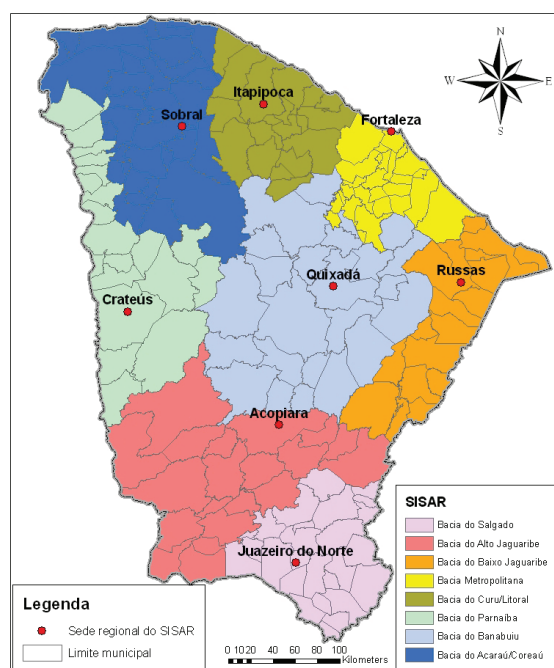 N
W
E
S
Itapipoca
Sobral
Fortaleza
Quixadá
Russas
Crateús
Acopiara
Juazeiro do Norte
SISAR
Bacia do Salgado
Bacia do Alto Jaguaribe
Bacia do Baixo Jaguaribe
Bacia Metropolitana
Bacia do Curu/Litoral
Bacia do Parnaíba
Bacia do Banabuiu
Bacia do Acaraú/Coreaú
Legenda
Sede regional do SISAR
Limite municipal
0 10 20 40 60 80 100
Kilometers